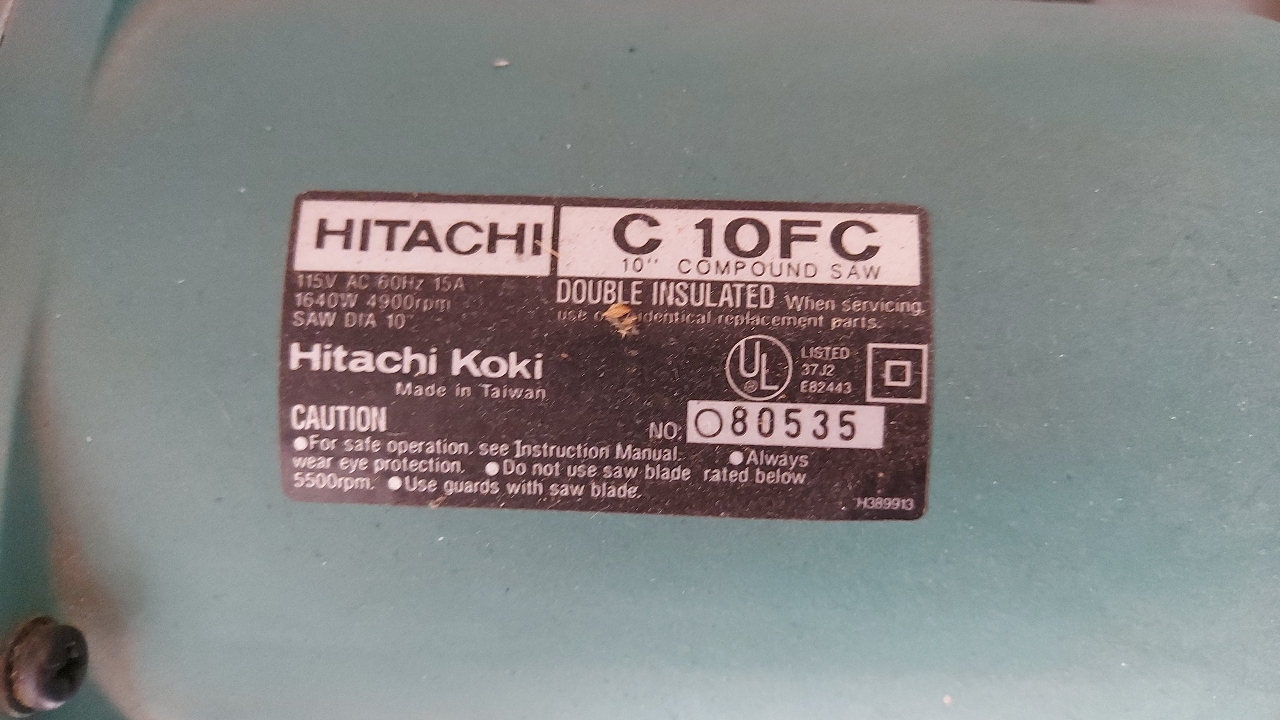 HITACHI
C 10FC
10" COMPOUND SAW
115V AC 60Hz 15A
1640W 4900rpm
SAW DIA 10"
DOUBLE INSULATED When servicing,
use identical replacement parts.
Hitachi Koki
Made in Taiwan
UL
®
LISTED
37J2
E82443
CAUTION
NO. O80535
●For safe operation, see Instruction Manual. ●Always
wear eye protection. ●Do not use saw blade rated below
5500rpm. ●Use guards with saw blade.
H389913